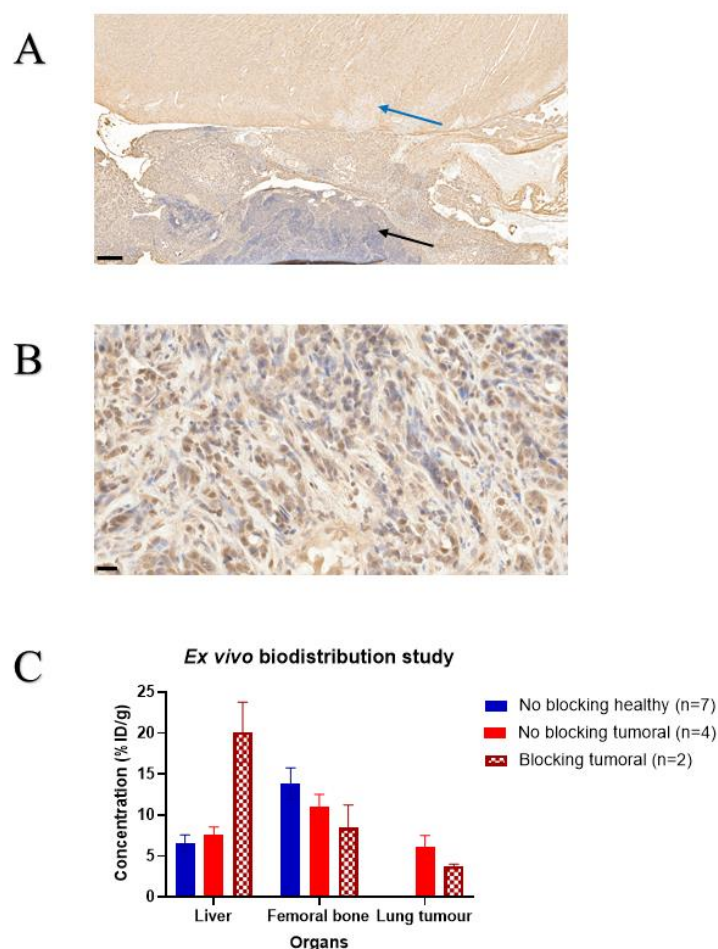 A
B
C
Ex vivo biodistribution study
Concentration (% ID/g)
25
20
15
10
5
0
Liver
Femoral bone
Lung tumour
Organs
No blocking healthy (n=7)
No blocking tumoral (n=4)
Blocking tumoral (n=2)